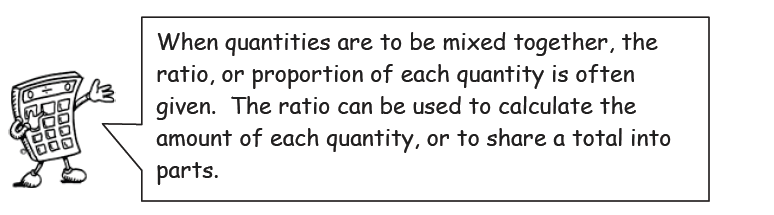 When quantities are to be mixed together, the
ratio, or proportion of each quantity is often
given.  The ratio can be used to calculate the
amount of each quantity, or to share a total into
parts.